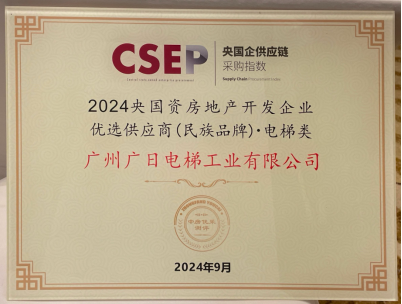 CSEP
央国企供应链
采购指数
Supply Chain Procurement Index
2024央国资房地产开发企业
优选供应商(民族品牌)·电梯类
广州广日电梯工业有限公司
2024年9月